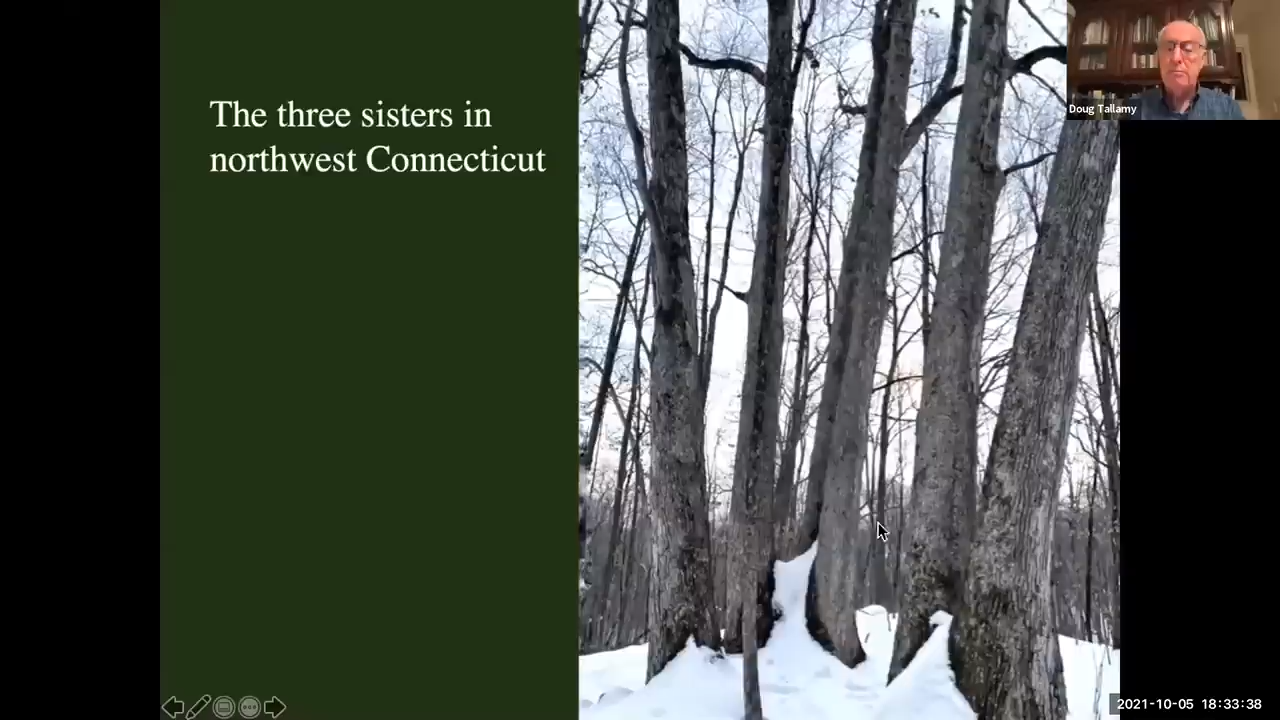 The three sisters in
northwest Connecticut
Doug Tallamy
2021-10-05 18:33:38